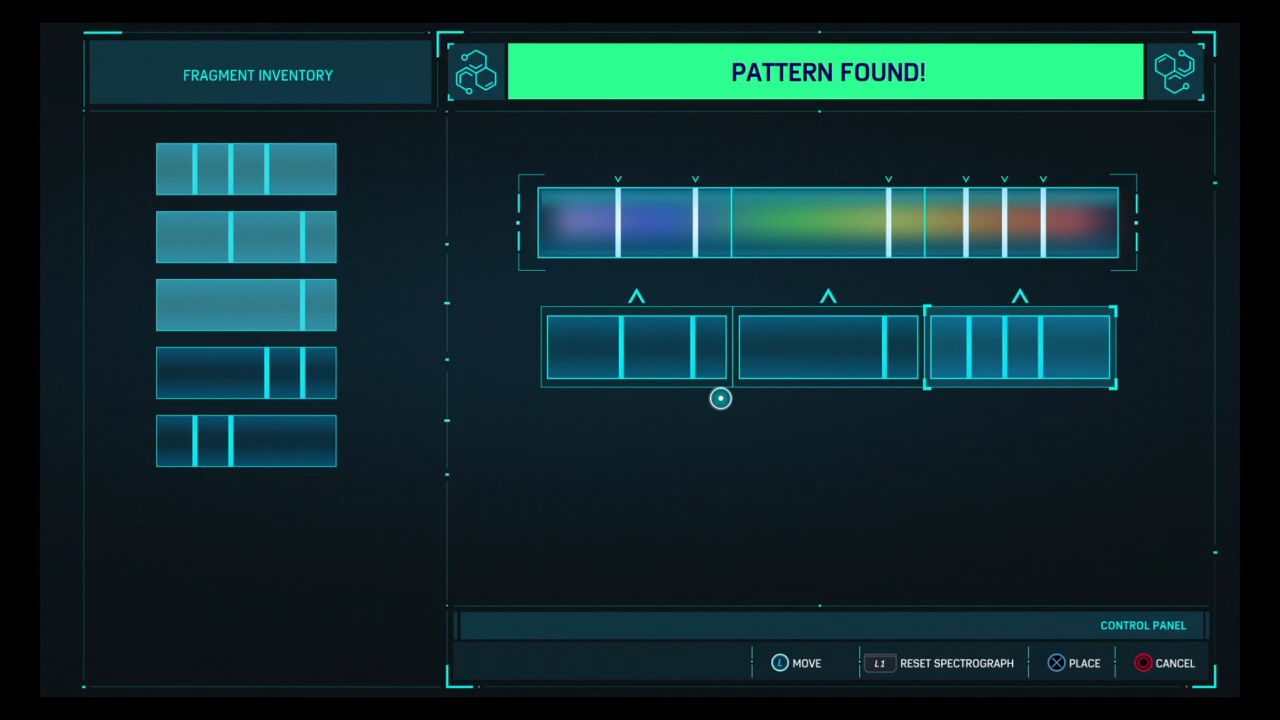 FRAGMENT INVENTORY
PATTERN FOUND!
CONTROL PANEL
L MOVE
L1 RESET SPECTROGRAPH
PLACE
CANCEL